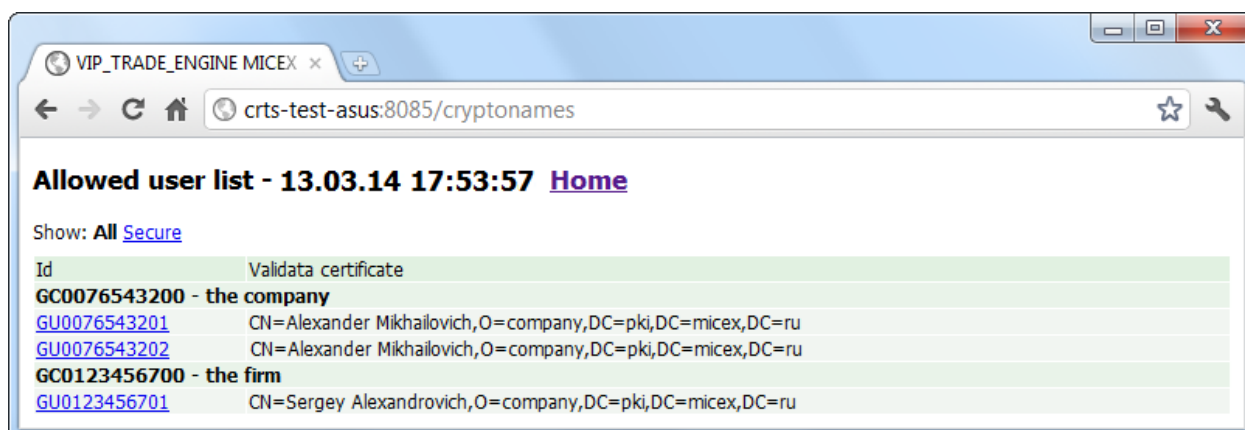 VIP_TRADE_ENGINE MICEX
crts-test-asus:8085/cryptonames
Allowed user list - 13.03.14 17:53:57 Home
Show: All Secure
Id Validata certificate
GC0076543200 - the company
GU0076543201 CN=Alexander Mikhailovich,O=company,DC=pki,DC=micex,DC=ru
GU0076543202 CN=Alexander Mikhailovich,O=company,DC=pki,DC=micex,DC=ru
GC0123456700 - the firm
GU0123456701 CN=Sergey Alexandrovich,O=company,DC=pki,DC=micex,DC=ru